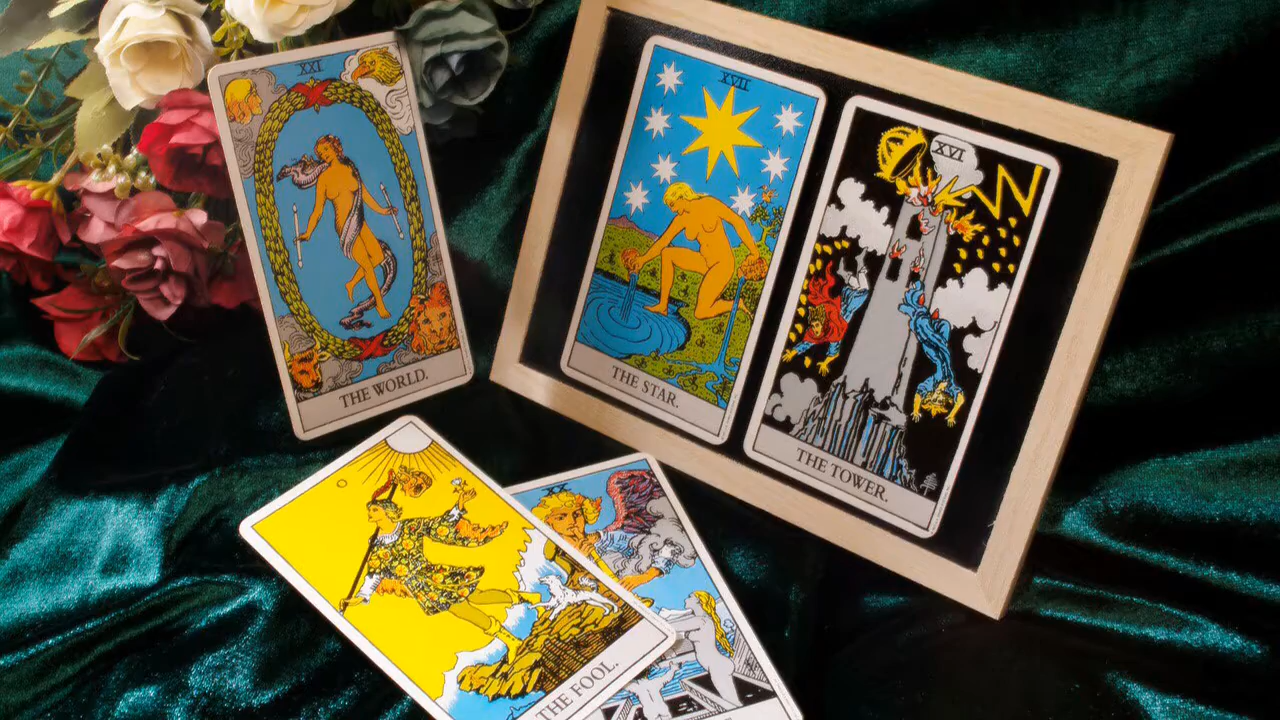 XXI
THE WORLD.
XVII
THE STAR.
XVI
THE TOWER.
THE FOOL.
XX